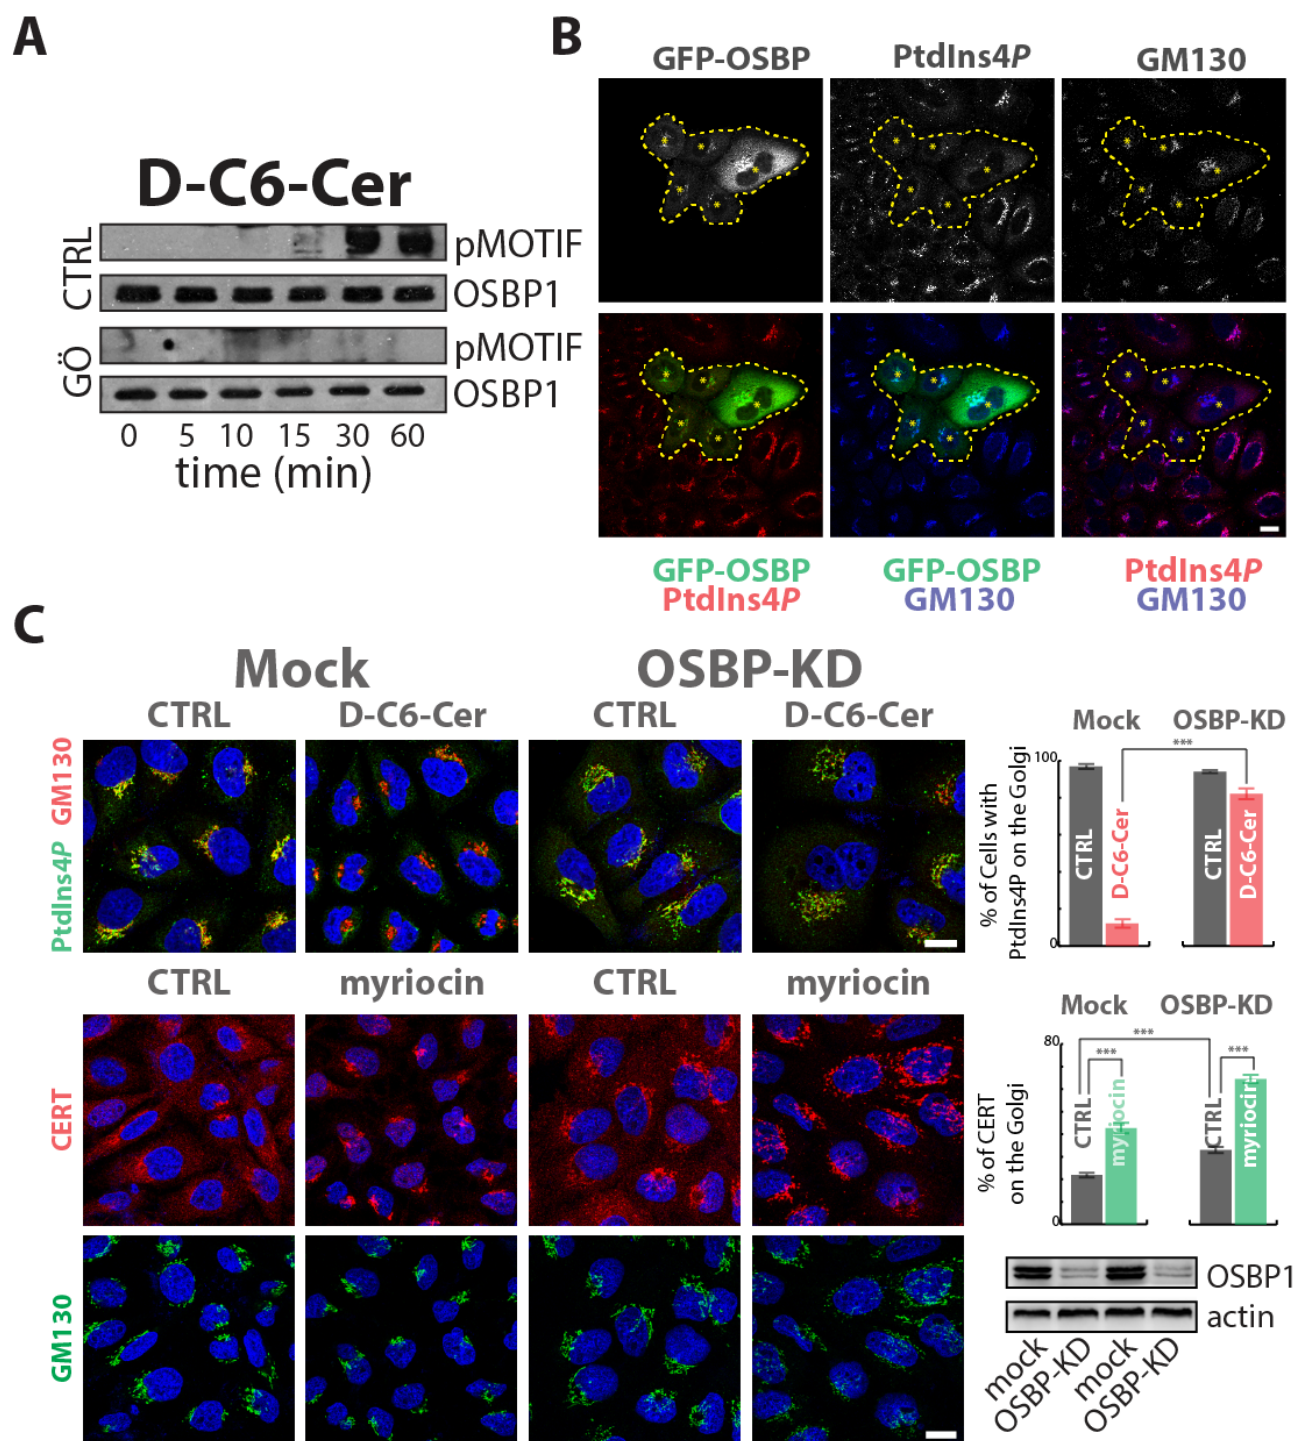 A
D-C6-Cer
CTRL
pMOTIF
OSBP1
GÖ
pMOTIF
OSBP1
0 5 10 15 30 60
time (min)
B
GFP-OSBP PtdIns4P GM130
* * * * *
* * * * *
* * * * *
* * * * *
* * * * *
* * * * *
GFP-OSBP GFP-OSBP PtdIns4P
PtdIns4P GM130 GM130
C
Mock OSBP-KD
CTRL D-C6-Cer CTRL D-C6-Cer
PtdIns4P GM130
CTRL myriocin CTRL myriocin
CERT
GM130
Mock OSBP-KD
***
100
0
% of Cells with
PtdIns4P on the Golgi
CTRL
D-C6-Cer
CTRL
D-C6-Cer
Mock OSBP-KD
***
*** ***
80
0
% of CERT
on the Golgi
CTRL
myriocin
CTRL
myriocin
OSBP1
actin
mock
OSBP-KD
mock
OSBP-KD